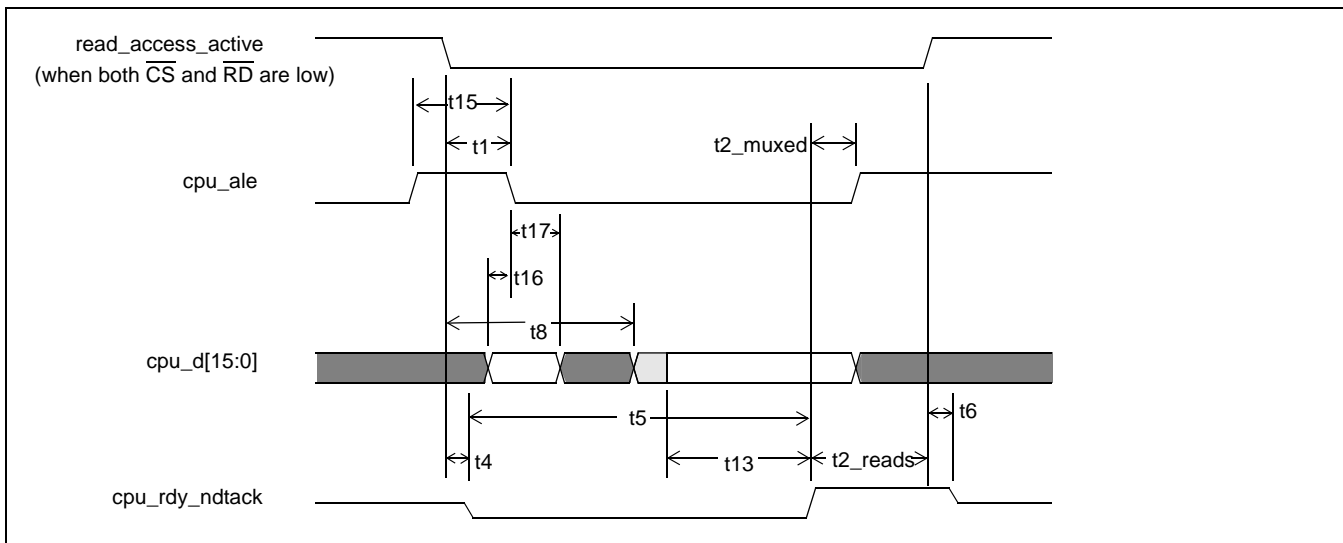 read_access_active
(when both CS and RD are low)
t15
t1
t2_muxed
cpu_ale
t17
t16
t8
cpu_d[15:0]
t5
t6
t4
t13
t2_reads
cpu_rdy_ndtack